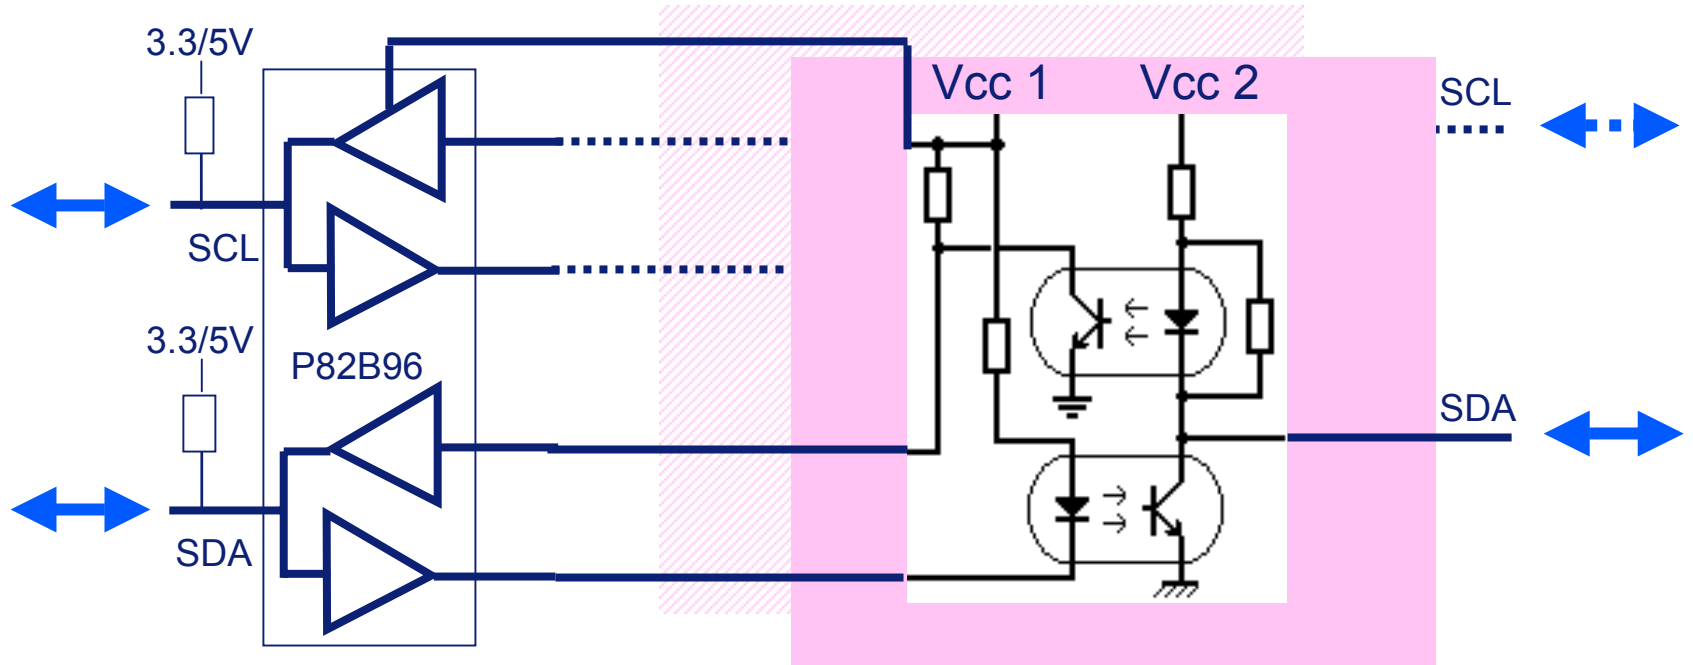 3.3/5V
Vcc 1
Vcc 2
SCL
SCL
3.3/5V
P82B96
SDA
SDA